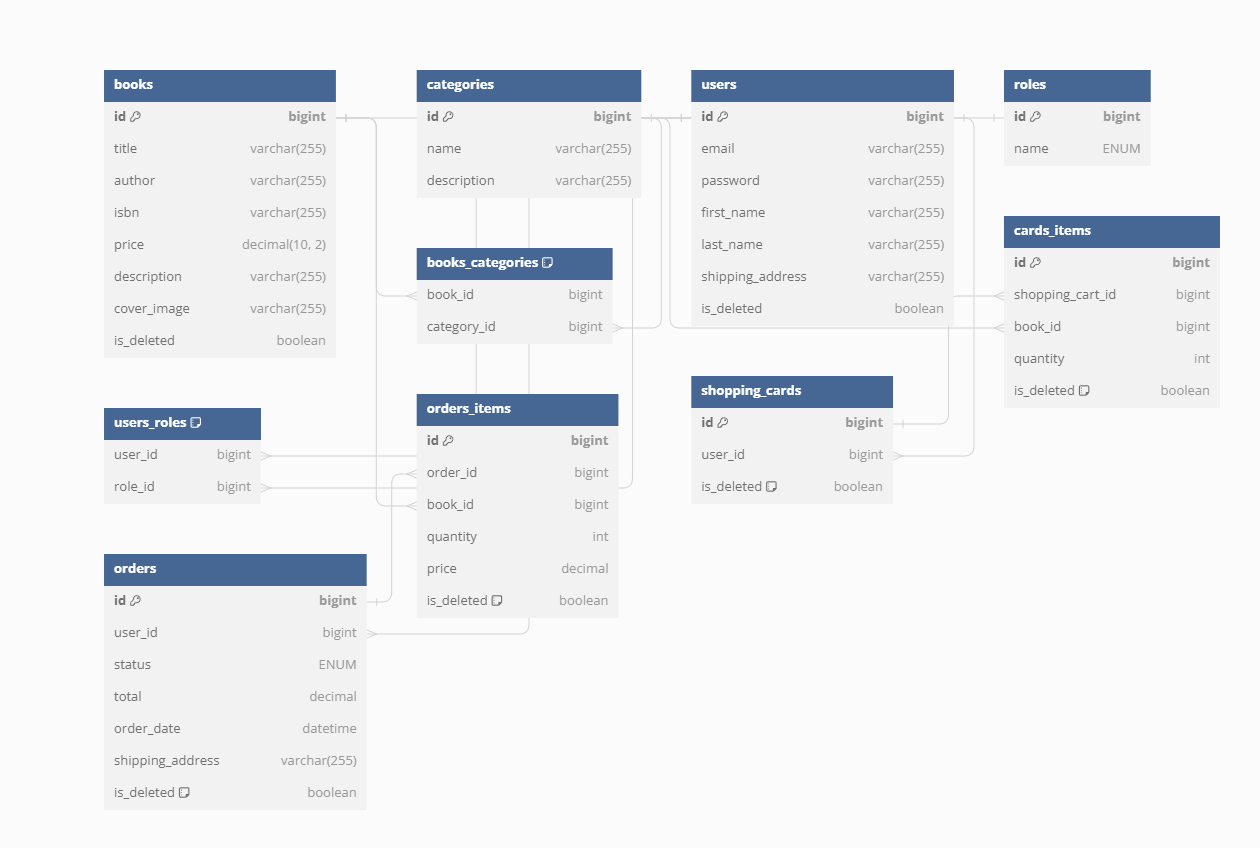 books
id bigint
title varchar(255)
author varchar(255)
isbn varchar(255)
price decimal(10, 2)
description varchar(255)
cover_image varchar(255)
is_deleted boolean
categories
id bigint
name varchar(255)
description varchar(255)
users
id bigint
email varchar(255)
password varchar(255)
first_name varchar(255)
last_name varchar(255)
shipping_address varchar(255)
is_deleted boolean
roles
id bigint
name ENUM
cards_items
id bigint
shopping_cart_id bigint
book_id bigint
quantity int
is_deleted boolean
books_categories
book_id bigint
category_id bigint
shopping_cards
id bigint
user_id bigint
is_deleted boolean
users_roles
user_id bigint
role_id bigint
orders_items
id bigint
order_id bigint
book_id bigint
quantity int
price decimal
is_deleted boolean
orders
id bigint
user_id bigint
status ENUM
total decimal
order_date datetime
shipping_address varchar(255)
is_deleted boolean